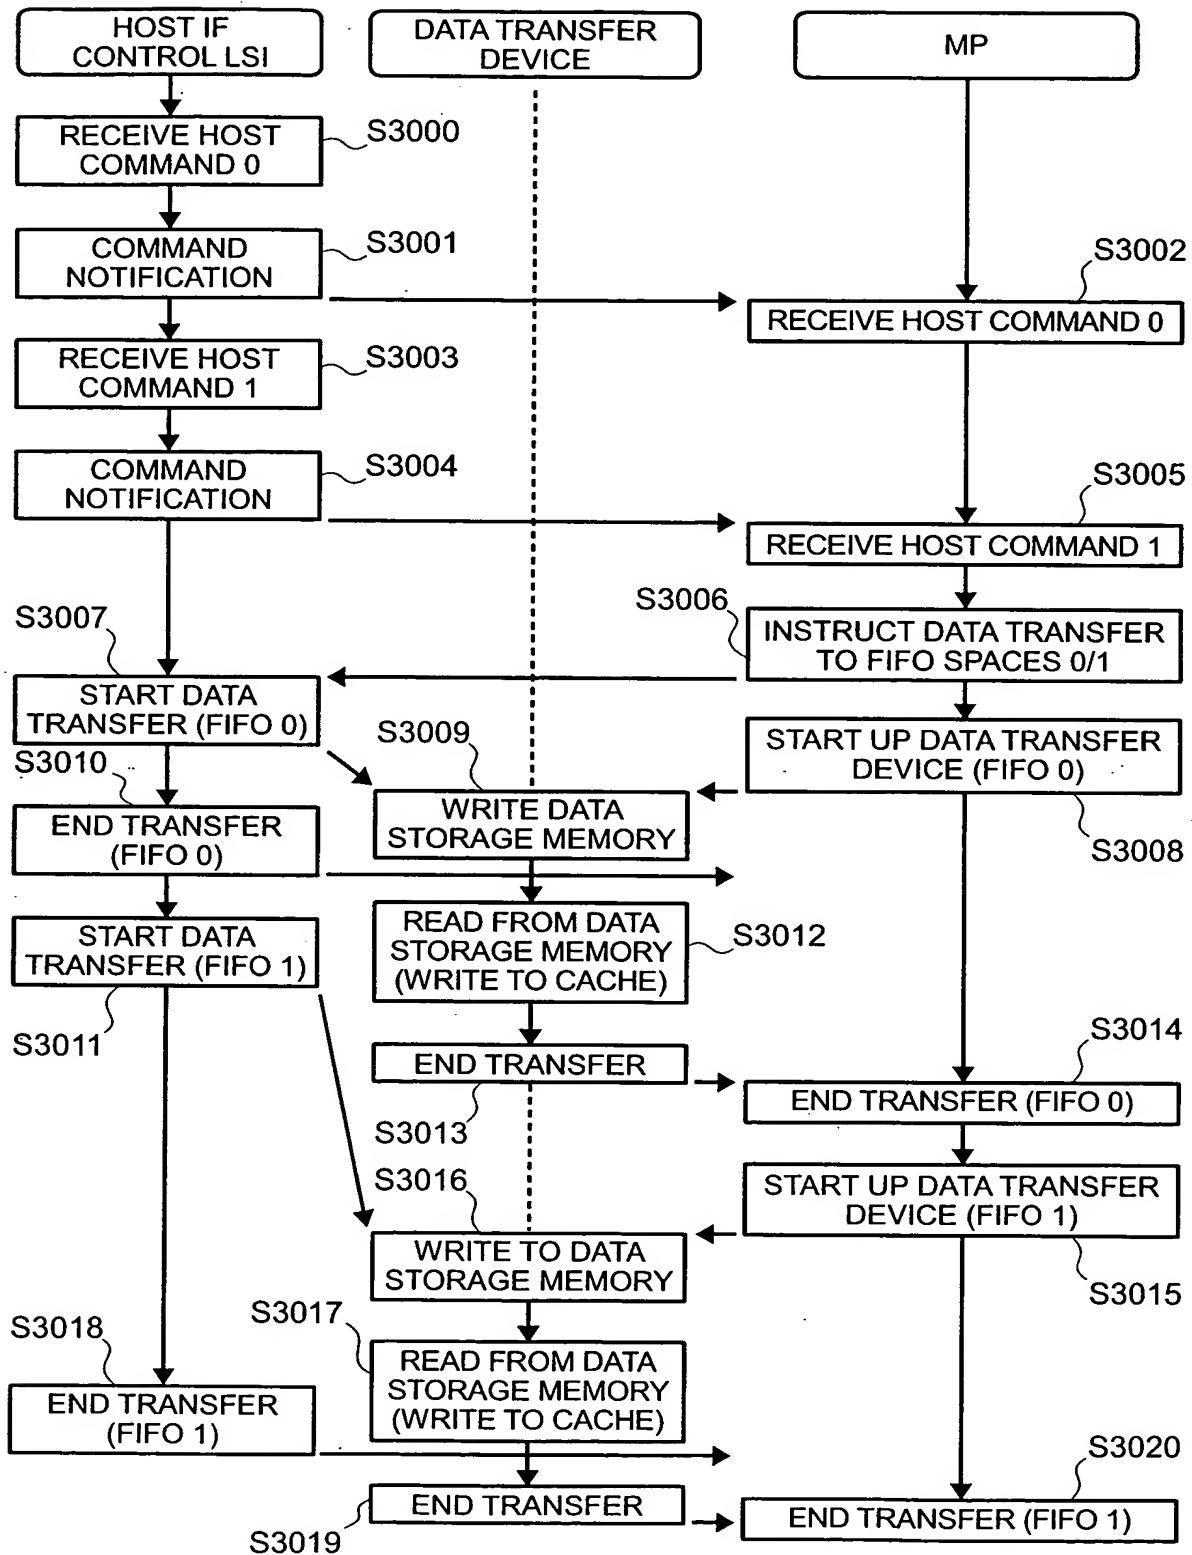 HOST IF
CONTROL LSI
DATA TRANSFER
DEVICE
MP
RECEIVE HOST
COMMAND 0
S3000
COMMAND
NOTIFICATION
S3001
S3002
RECEIVE HOST COMMAND 0
RECEIVE HOST
COMMAND 1
S3003
COMMAND
NOTIFICATION
S3004
S3005
RECEIVE HOST COMMAND 1
S3006
INSTRUCT DATA TRANSFER
TO FIFO SPACES 0/1
S3007
START DATA
TRANSFER (FIFO 0)
START UP DATA TRANSFER
DEVICE (FIFO 0)
S3008
S3009
WRITE DATA
STORAGE MEMORY
S3010
END TRANSFER
(FIFO 0)
START DATA
TRANSFER (FIFO 1)
S3011
READ FROM DATA
STORAGE MEMORY
(WRITE TO CACHE)
S3012
END TRANSFER
S3013
S3014
END TRANSFER (FIFO 0)
START UP DATA TRANSFER
DEVICE (FIFO 1)
S3015
S3016
WRITE TO DATA
STORAGE MEMORY
S3017
READ FROM DATA
STORAGE MEMORY
(WRITE TO CACHE)
S3018
END TRANSFER
(FIFO 1)
END TRANSFER
S3019
S3020
END TRANSFER (FIFO 1)